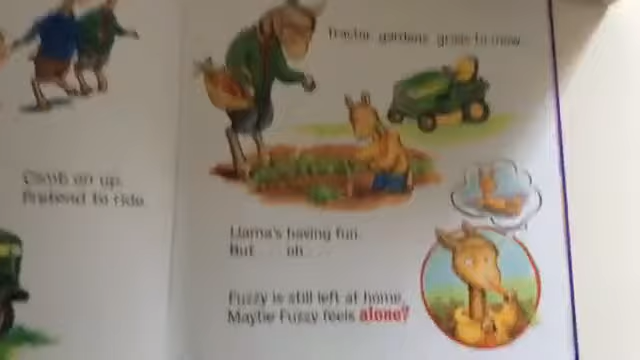 Climb on up.
Pretend to ride.
Tractor, gardens, grass to mow.
Llama's having fun.
But . . . oh . . .
Fuzzy is still left at home.
Maybe Fuzzy feels alone?